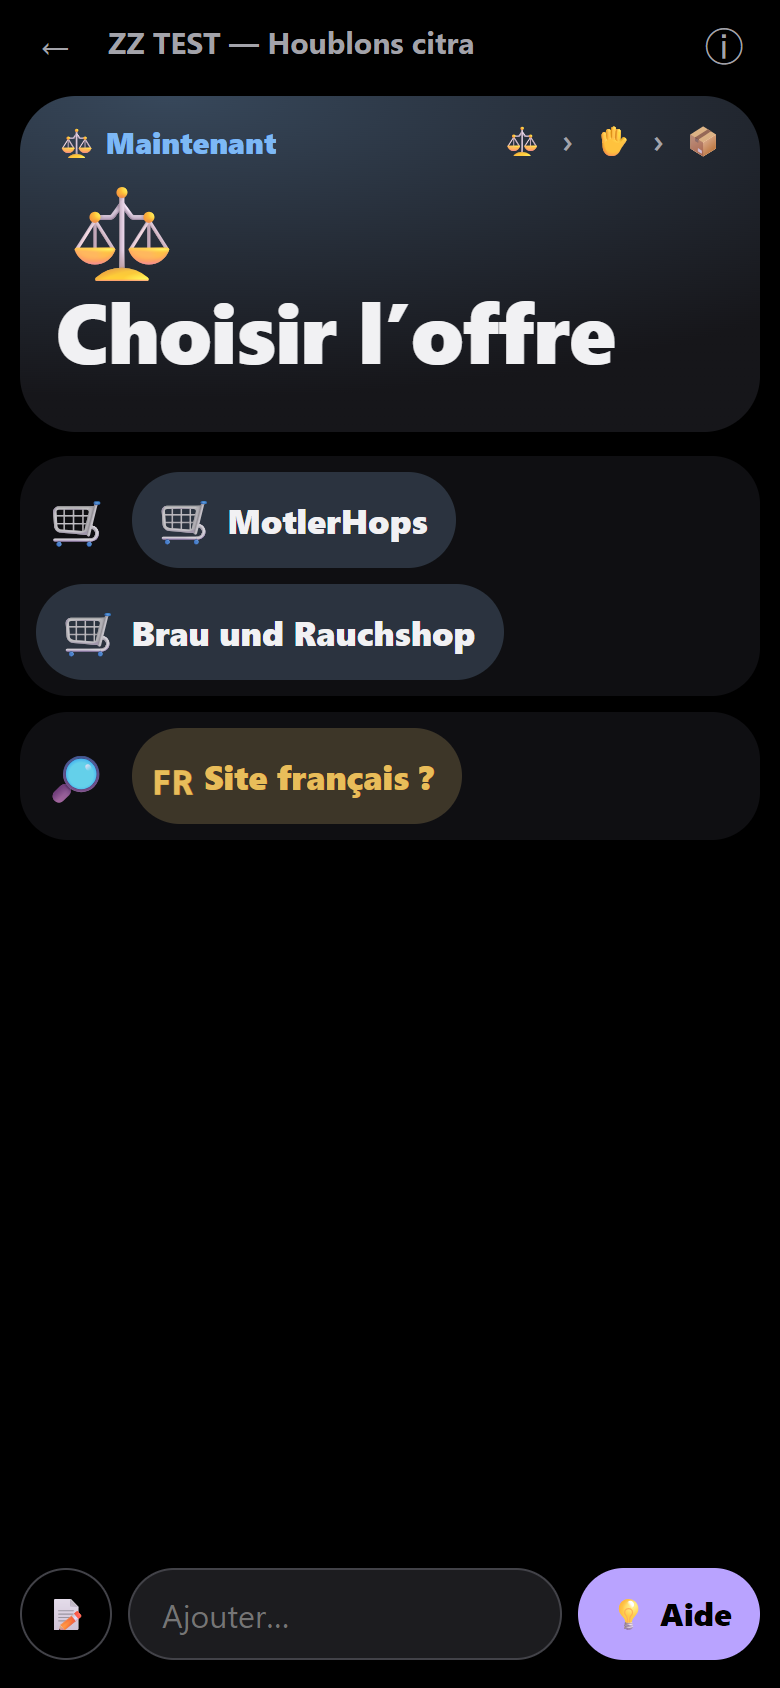 ZZ TEST — Houblons citra
Maintenant
Choisir l’offre
MotlerHops
Brau und Rauchshop
FR Site français ?
Ajouter...
Aide